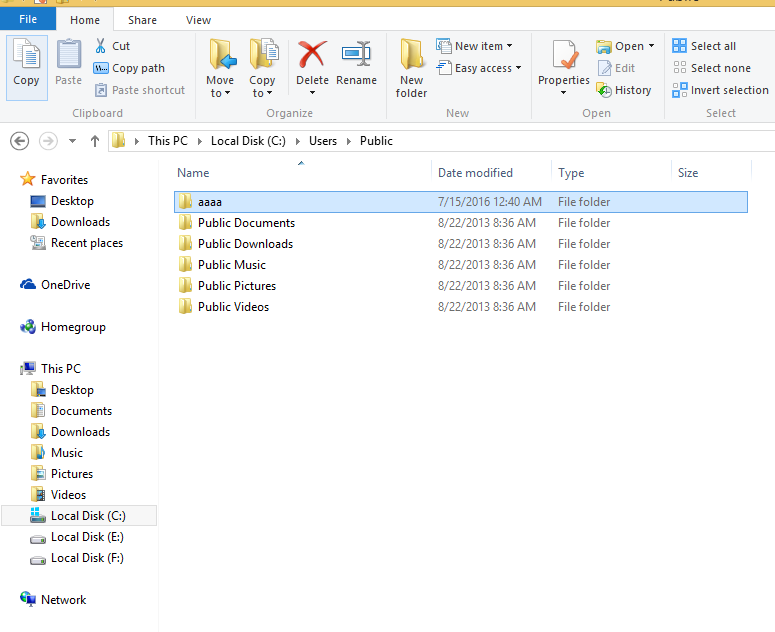 File Home Share View
Copy
Paste
Cut
Copy path
Paste shortcut
Clipboard
Move to
Copy to
Delete
Rename
Organize
New folder
New item
Easy access
New
Properties
Open
Edit
History
Open
Select all
Select none
Invert selection
Select
This PC Local Disk (C:) Users Public
Favorites
Desktop
Downloads
Recent places
OneDrive
Homegroup
This PC
Desktop
Documents
Downloads
Music
Pictures
Videos
Local Disk (C:)
Local Disk (E:)
Local Disk (F:)
Network
Name Date modified Type Size
aaaa 7/15/2016 12:40 AM File folder
Public Documents 8/22/2013 8:36 AM File folder
Public Downloads 8/22/2013 8:36 AM File folder
Public Music 8/22/2013 8:36 AM File folder
Public Pictures 8/22/2013 8:36 AM File folder
Public Videos 8/22/2013 8:36 AM File folder